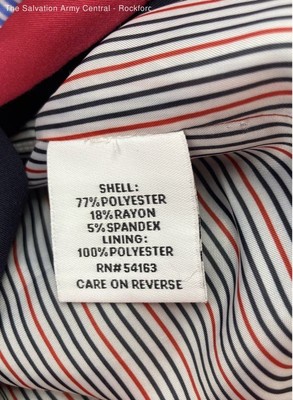 The Salvation Army Central - Rockforc
SHELL:
77%POLYESTER
18%RAYON
5%SPANDEX
LINING:
100%POLYESTER
RN#54163
CARE ON REVERSE